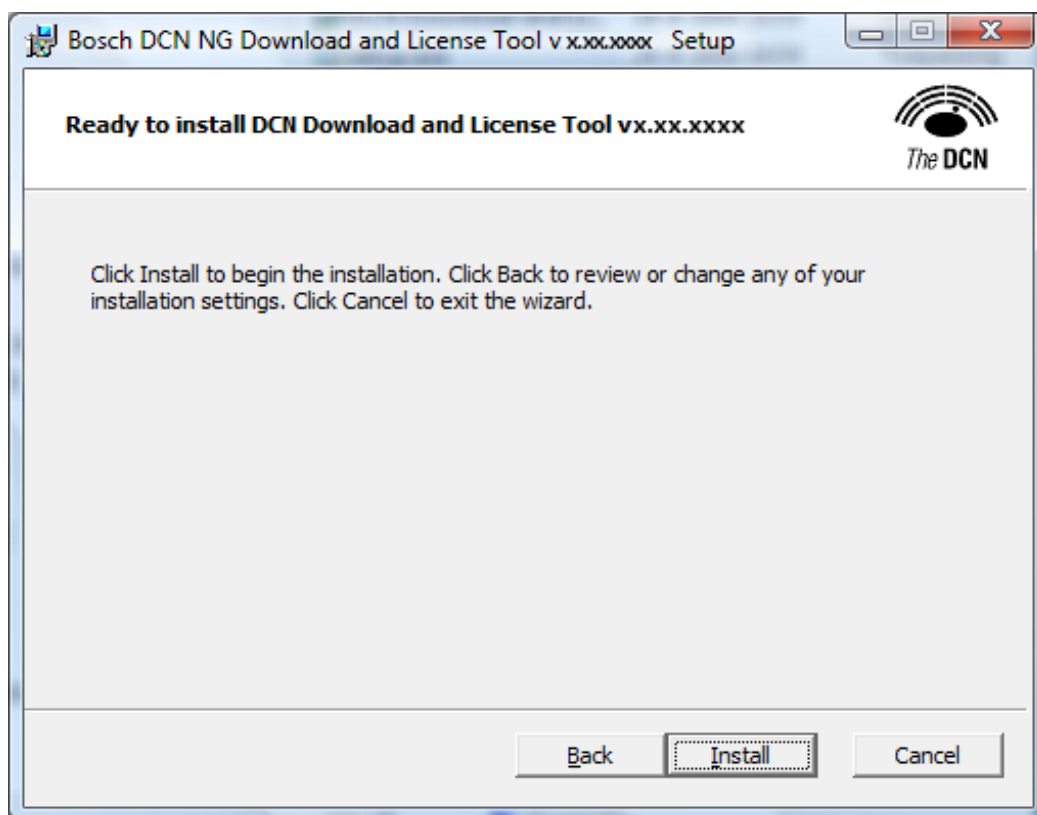 Bosch DCN NG Download and License Tool v x.xx.xxxx Setup
Ready to install DCN Download and License Tool vx.xx.xxxx
The DCN
Click Install to begin the installation. Click Back to review or change any of your
installation settings. Click Cancel to exit the wizard.
Back
Install
Cancel